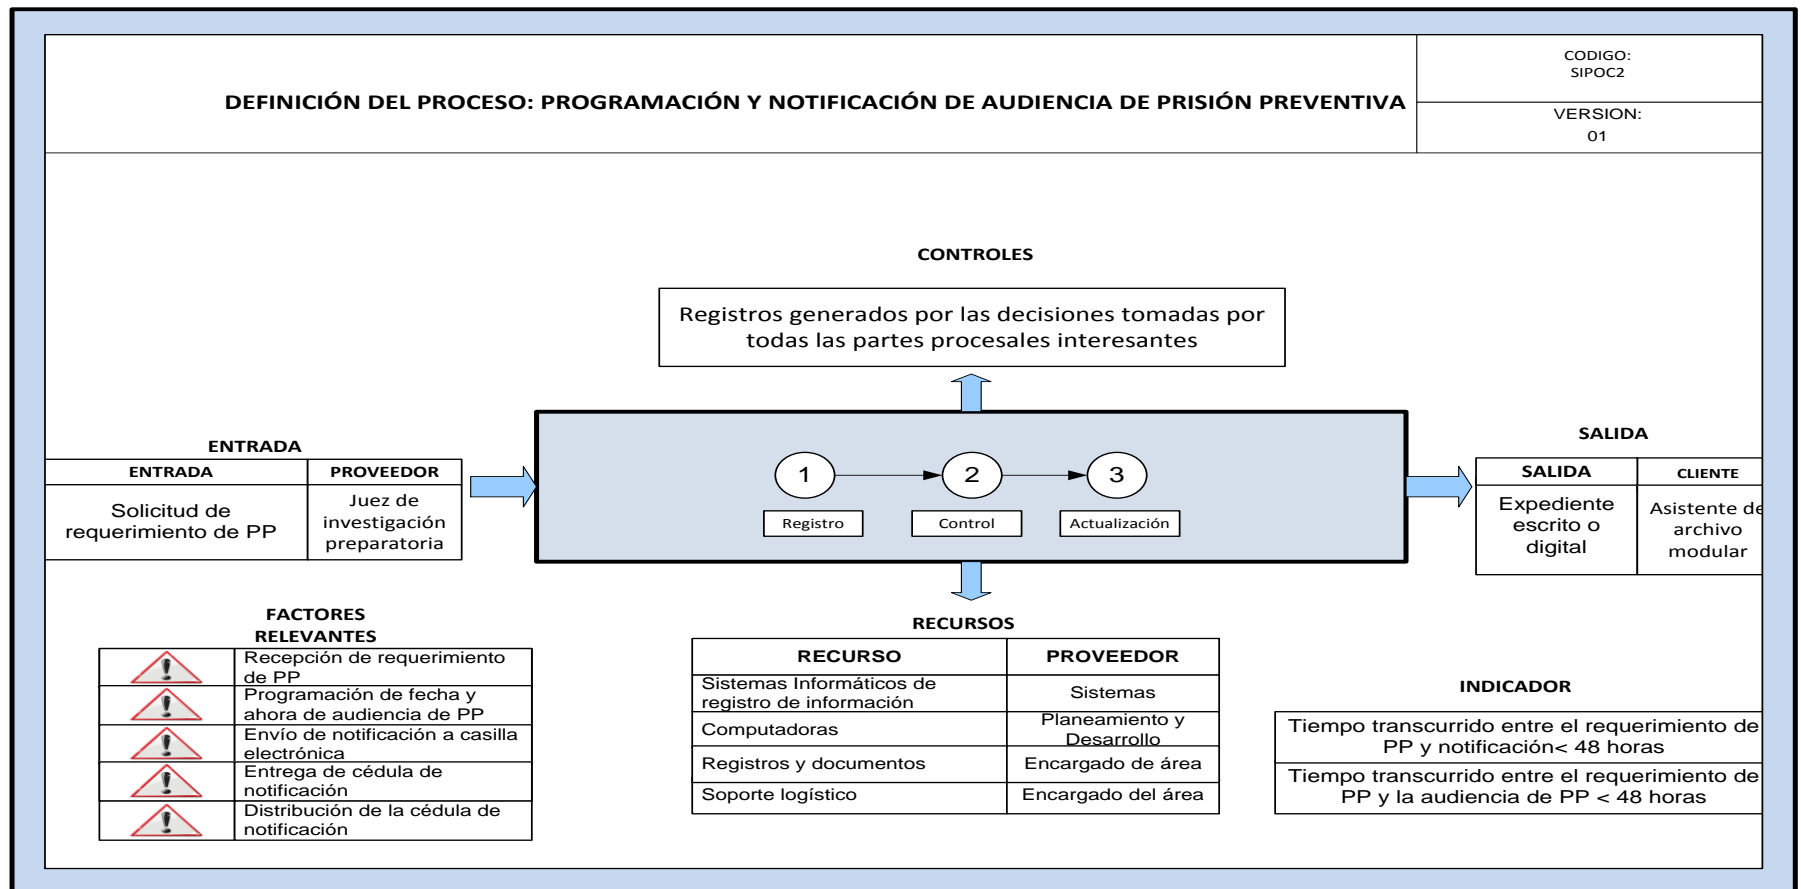 DEFINICIÓN DEL PROCESO: PROGRAMACIÓN Y NOTIFICACIÓN DE AUDIENCIA DE PRISIÓN PREVENTIVA
CODIGO:
SIPOC2
VERSION:
01
CONTROLES
Registros generados por las decisiones tomadas por
todas las partes procesales interesantes
ENTRADA
ENTRADA
PROVEEDOR
Solicitud de
requerimiento de PP
Juez de
investigación
preparatoria
1
2
3
Registro
Control
Actualización
SALIDA
SALIDA
CLIENTE
Expediente
escrito o
digital
Asistente de
archivo
modular
FACTORES
RELEVANTES
Recepción de requerimiento
de PP
Programación de fecha y
ahora de audiencia de PP
Envío de notificación a casilla
electrónica
Entrega de cédula de
notificación
Distribución de la cédula de
notificación
RECURSOS
RECURSO
PROVEEDOR
Sistemas Informáticos de
registro de información
Sistemas
Computadoras
Planeamiento y
Desarrollo
Registros y documentos
Encargado de área
Soporte logístico
Encargado del área
INDICADOR
Tiempo transcurrido entre el requerimiento de
PP y notificación< 48 horas
Tiempo transcurrido entre el requerimiento de
PP y la audiencia de PP < 48 horas